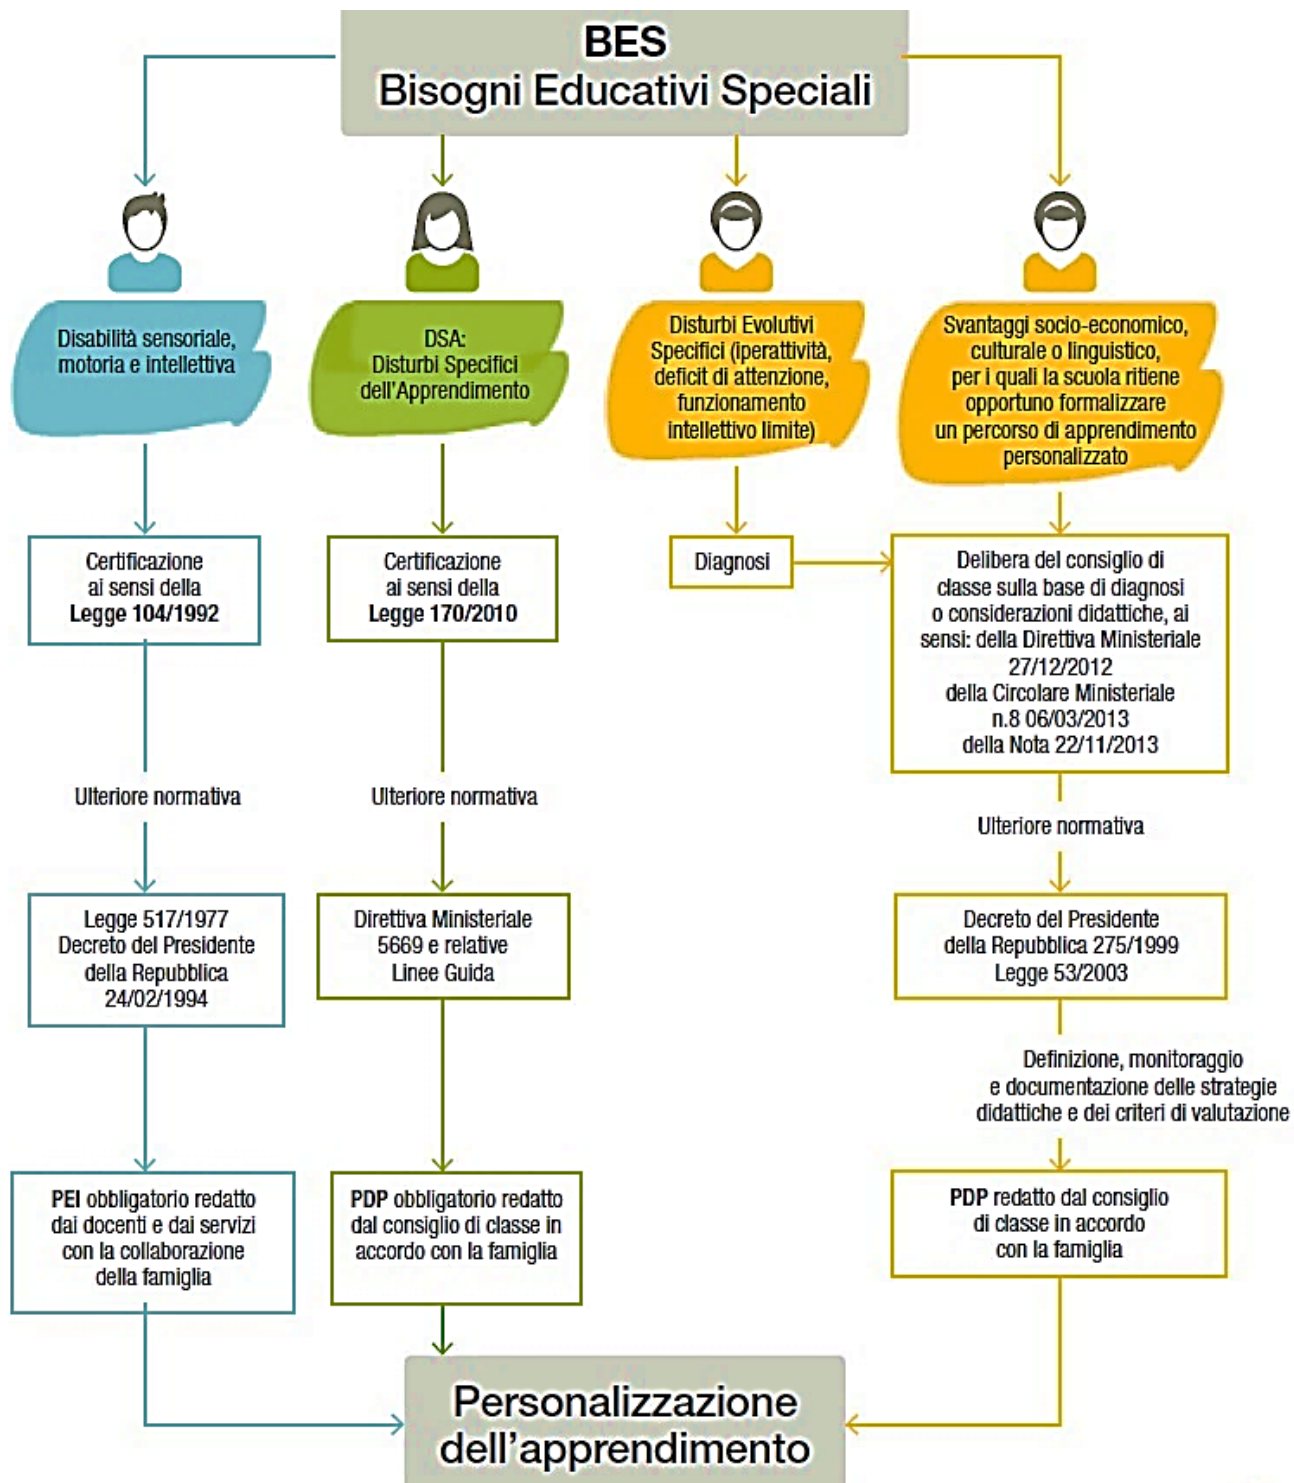 BES
Bisogni Educativi Speciali
Disabilità sensoriale,
motoria e intellettiva
DSA:
Disturbi Specifici
dell'Apprendimento
Disturbi Evolutivi
Specifici (iperattività,
deficit di attenzione,
funzionamento
intellettivo limite)
Svantaggi socio-economico,
culturale o linguistico,
per i quali la scuola ritiene
opportuno formalizzare
un percorso di apprendimento
personalizzato
Certificazione
ai sensi della
Legge 104/1992
Certificazione
ai sensi della
Legge 170/2010
Diagnosi
Delibera del consiglio di
classe sulla base di diagnosi
o considerazioni didattiche, ai
sensi: della Direttiva Ministeriale
27/12/2012
della Circolare Ministeriale
n.8 06/03/2013
della Nota 22/11/2013
Ulteriore normativa
Ulteriore normativa
Ulteriore normativa
Legge 517/1977
Decreto del Presidente
della Repubblica
24/02/1994
Direttiva Ministeriale
5669 e relative
Linee Guida
Decreto del Presidente
della Repubblica 275/1999
Legge 53/2003
Definizione, monitoraggio
e documentazione delle strategie
didattiche e dei criteri di valutazione
PEI obbligatorio redatto
dai docenti e dai servizi
con la collaborazione
della famiglia
PDP obbligatorio redatto
dal consiglio di classe in
accordo con la famiglia
PDP redatto dal consiglio
di classe in accordo
con la famiglia
Personalizzazione
dell'apprendimento